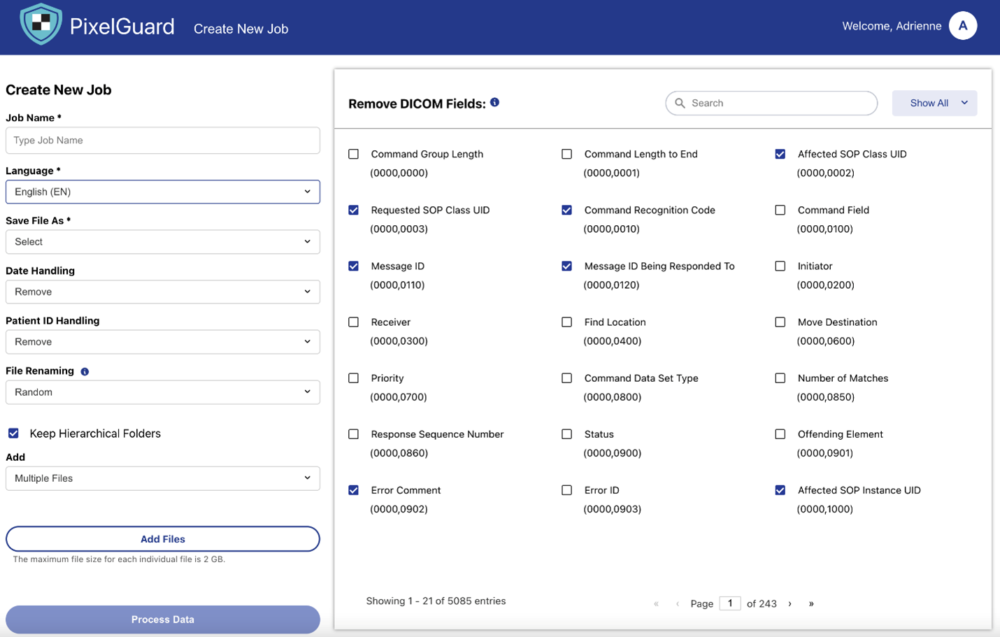 PixelGuard
Create New Job
Welcome, Adrienne
A
Create New Job
Job Name *
Type Job Name
Language *
English (EN)
Save File As *
Select
Date Handling
Remove
Patient ID Handling
Remove
File Renaming
Random
Keep Hierarchical Folders
Add
Multiple Files
Add Files
The maximum file size for each individual file is 2 GB.
Process Data
Remove DICOM Fields:
Search
Show All
Command Group Length
(0000,0000)
Command Length to End
(0000,0001)
Affected SOP Class UID
(0000,0002)
Requested SOP Class UID
(0000,0003)
Command Recognition Code
(0000,0010)
Command Field
(0000,0100)
Message ID
(0000,0110)
Message ID Being Responded To
(0000,0120)
Initiator
(0000,0200)
Receiver
(0000,0300)
Find Location
(0000,0400)
Move Destination
(0000,0600)
Priority
(0000,0700)
Command Data Set Type
(0000,0800)
Number of Matches
(0000,0850)
Response Sequence Number
(0000,0860)
Status
(0000,0900)
Offending Element
(0000,0901)
Error Comment
(0000,0902)
Error ID
(0000,0903)
Affected SOP Instance UID
(0000,1000)
Showing 1 - 21 of 5085 entries
« ‹ Page 1 of 243 › »